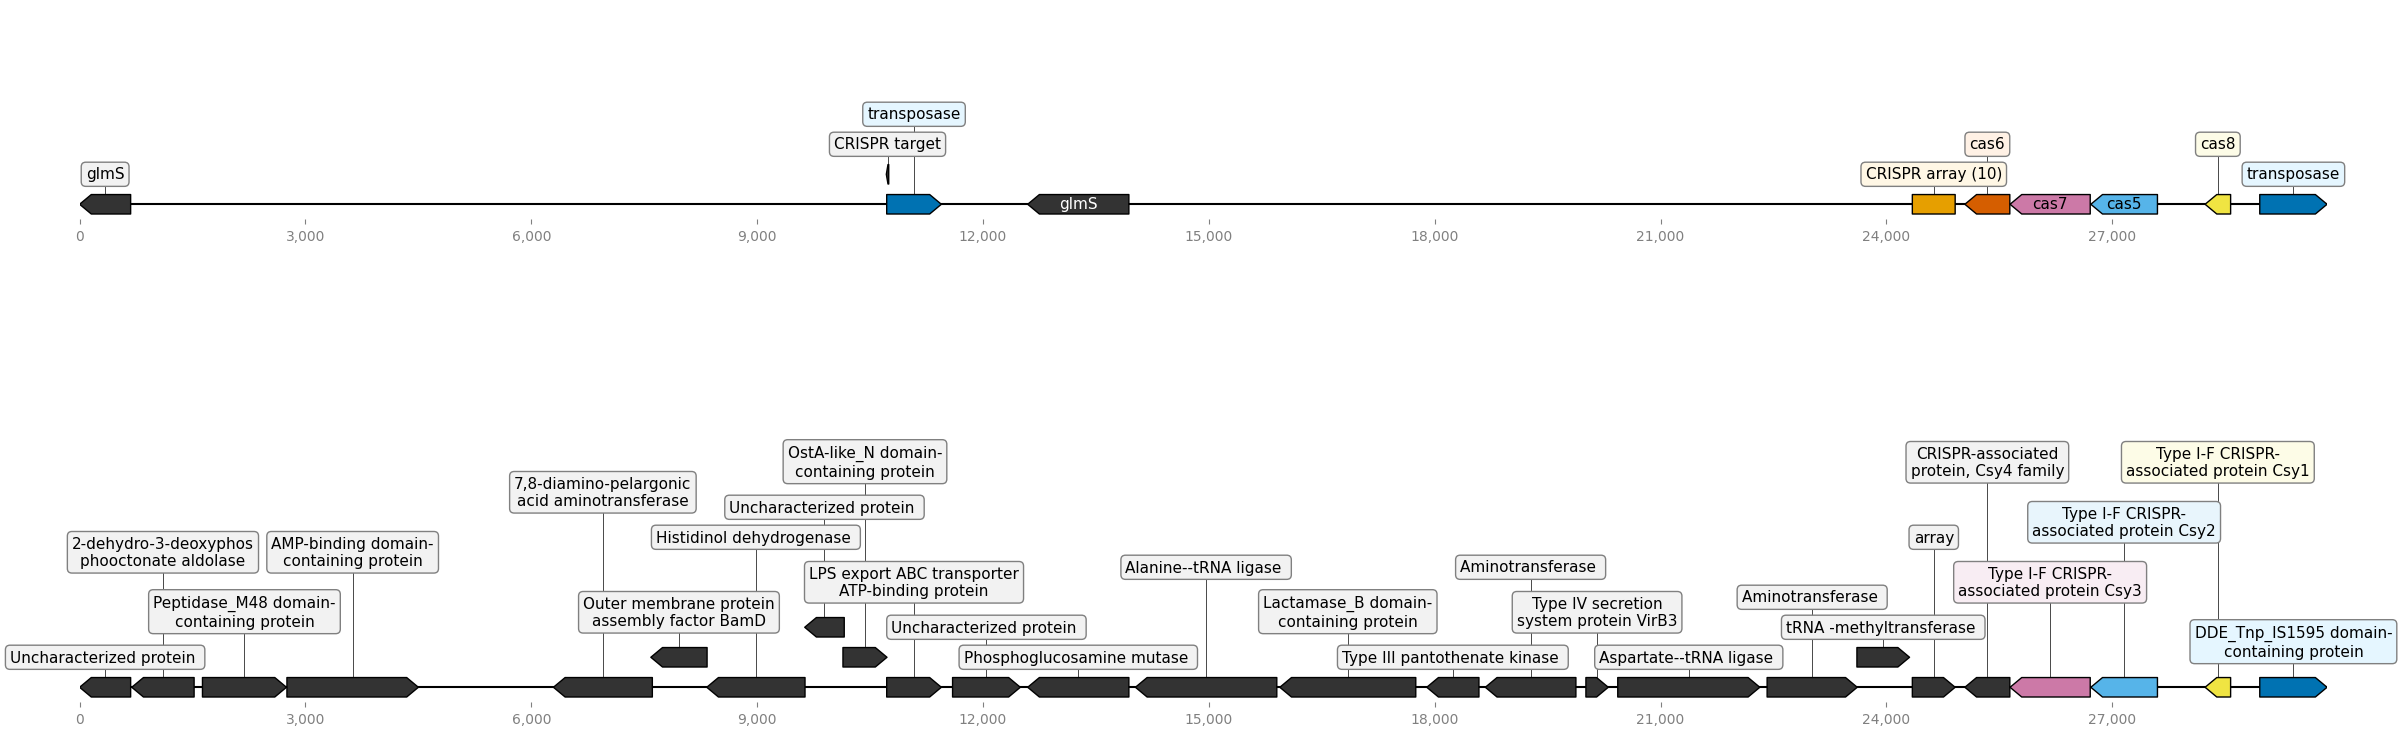 transposase
CRISPR target
cas6
cas8
glmS
CRISPR array (10)
transposase
glmS
cas7
cas5
0
3,000
6,000
9,000
12,000
15,000
18,000
21,000
24,000
27,000
OstA-like_N domain-
containing protein
CRISPR-associated
protein, Csy4 family
Type I-F CRISPR-
associated protein Csy1
7,8-diamino-pelargonic
acid aminotransferase
Uncharacterized protein
Type I-F CRISPR-
associated protein Csy2
Histidinol dehydrogenase
array
2-dehydro-3-deoxyphos
phooctonate aldolase
AMP-binding domain-
containing protein
LPS export ABC transporter
ATP-binding protein
Alanine--tRNA ligase
Aminotransferase
Type I-F CRISPR-
associated protein Csy3
Peptidase_M48 domain-
containing protein
Outer membrane protein
assembly factor BamD
Lactamase_B domain-
containing protein
Type IV secretion
system protein VirB3
Aminotransferase
Uncharacterized protein
tRNA -methyltransferase
DDE_Tnp_IS1595 domain-
containing protein
Uncharacterized protein
Phosphoglucosamine mutase
Type III pantothenate kinase
Aspartate--tRNA ligase
0
3,000
6,000
9,000
12,000
15,000
18,000
21,000
24,000
27,000